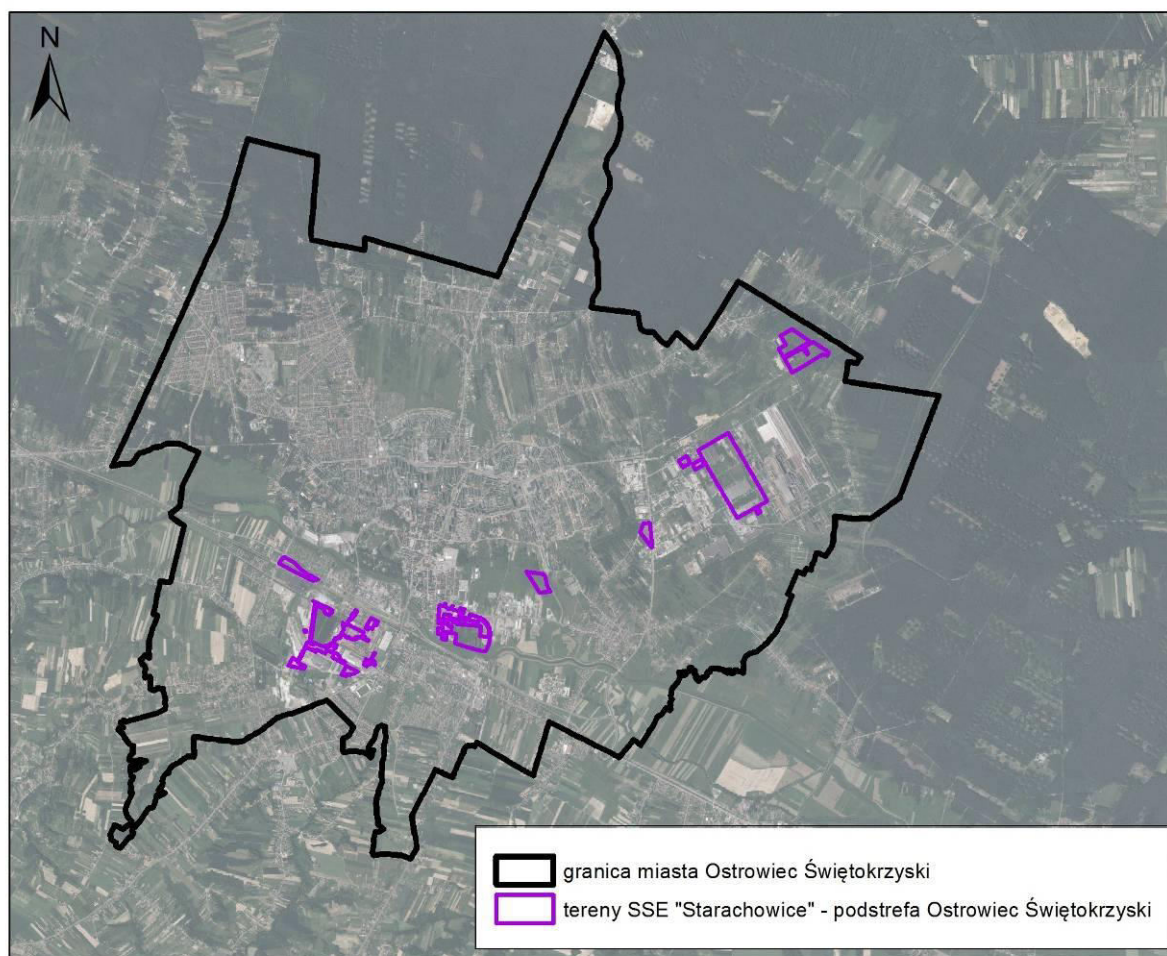 N
granica miasta Ostrowiec Świętokrzyski
tereny SSE "Starachowice" - podstrefa Ostrowiec Świętokrzyski